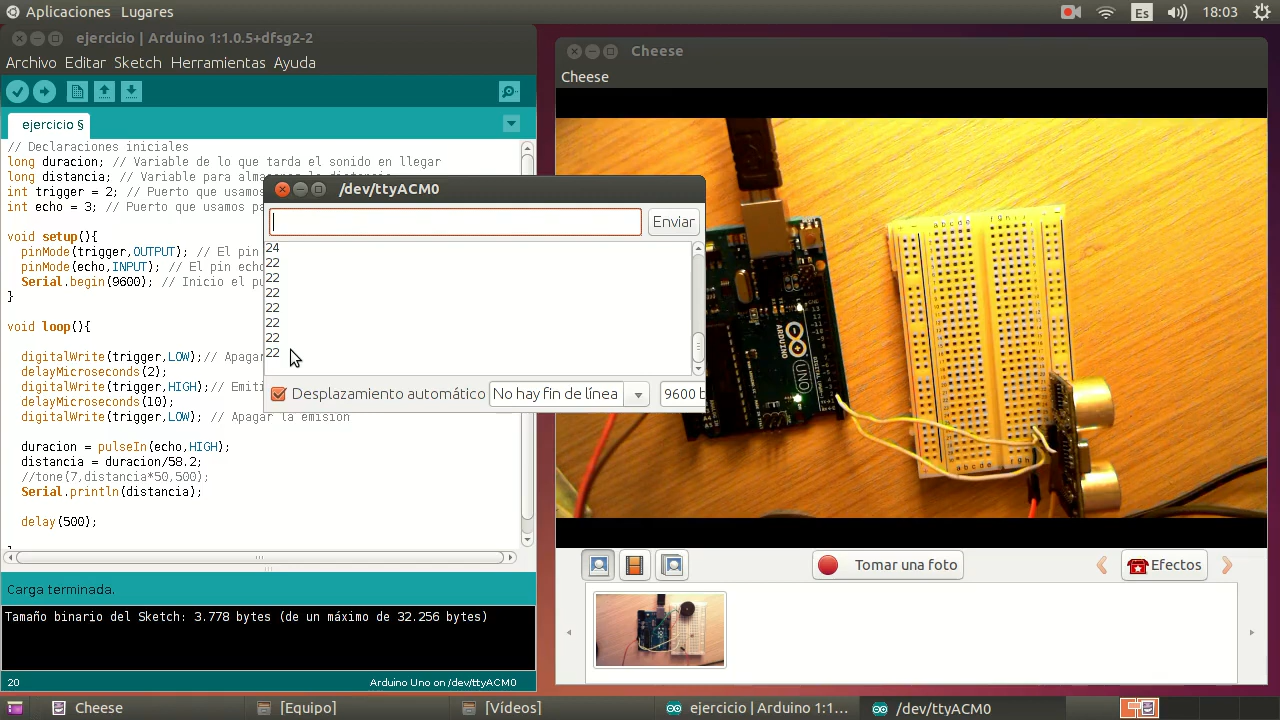 Aplicaciones Lugares
Es 18:03
ejercicio | Arduino 1:1.0.5+dfsg2-2
Archivo Editar Sketch Herramientas Ayuda
ejercicio §
// Declaraciones iniciales
long duracion; // Variable de lo que tarda el sonido en llegar
long distancia; // Variable para
int trigger = 2; // Puerto que usamos
int echo = 3; // Puerto que usamos
void setup(){
pinMode(trigger,OUTPUT); // El pin
pinMode(echo,INPUT); // El pin echo
Serial.begin(9600); // Inicio el
}
void loop(){
digitalWrite(trigger,LOW);// Apagar
delayMicroseconds(2);
digitalWrite(trigger,HIGH);//
delayMicroseconds(10);
digitalWrite(trigger,LOW); // Apagar la emisión
duracion = pulseIn(echo,HIGH);
distancia = duracion/58.2;
//tone(7,distancia*50,500);
Serial.println(distancia);
delay(500);
Carga terminada.
Tamaño binario del Sketch: 3.778 bytes (de un máximo de 32.256 bytes)
20
Arduino Uno on /dev/ttyACM0
/dev/ttyACM0
Enviar
24
22
22
22
22
22
22
22
Desplazamiento automático No hay fin de línea 9600
Cheese
Cheese
ARDUINO
UNO
Tomar una foto
Efectos
Cheese [Equipo] [Vídeos] ejercicio | Arduino 1:1... /dev/ttyACM0